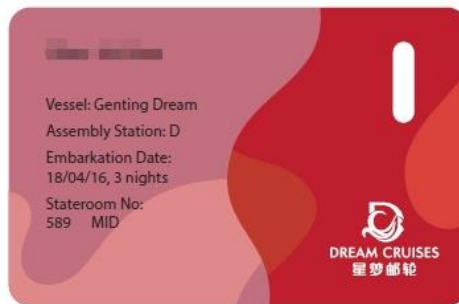 Vessel: Genting Dream
Assembly Station: D
Embarkation Date:
18/04/16, 3 nights
Stateroom No:
589 MID
DREAM CRUISES
星梦邮轮